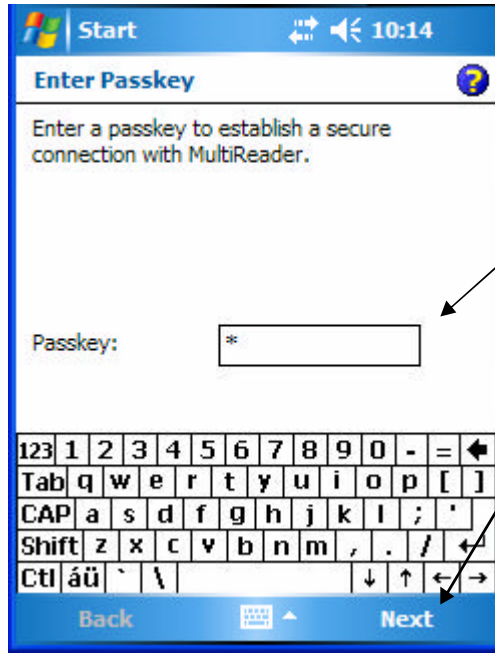 Start 10:14
Enter Passkey ?
Enter a passkey to establish a secure
connection with MultiReader.
Passkey: *
123 1 2 3 4 5 6 7 8 9 0 - = 🡄
Tab q w e r t y u i o p [ ]
CAP a s d f g h j k l ; '
Shift z x c v b n m , . / ↵
Ctl áü ` \ ↓ ↑ ← →
Back Next